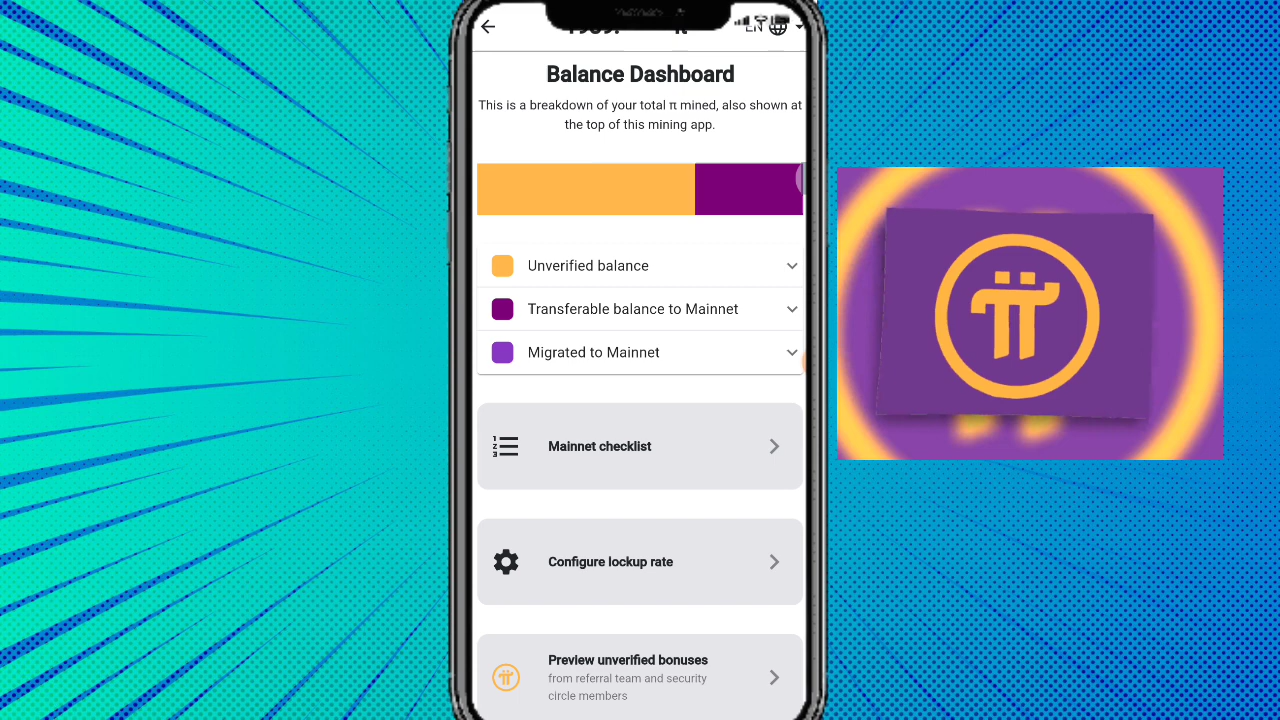 EN
Balance Dashboard
This is a breakdown of your total π mined, also shown at
the top of this mining app.
Unverified balance
Transferable balance to Mainnet
Migrated to Mainnet
Mainnet checklist
Configure lockup rate
Preview unverified bonuses
from referral team and security
circle members